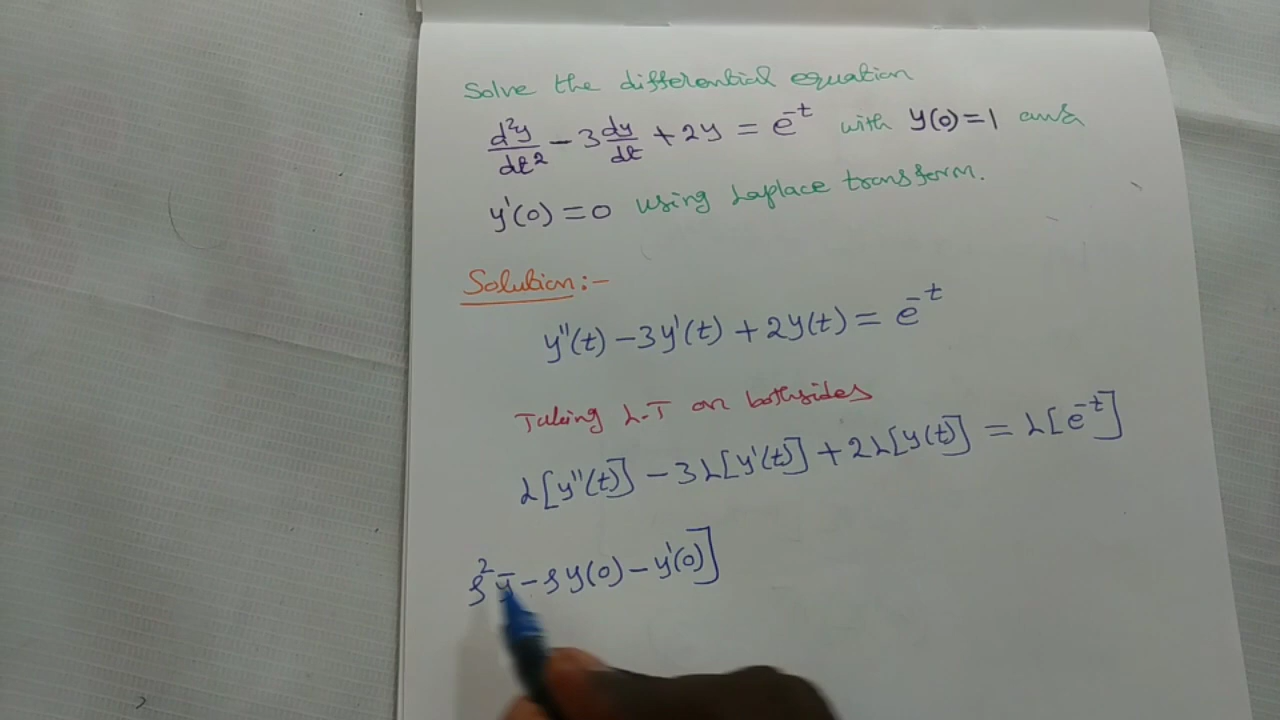 Solve the differential equation
d²y/dt² - 3 dy/dt + 2y = e^-t with y(0)=1 and
y'(0)=0 using Laplace transform.
Solution:-
y''(t) - 3y'(t) + 2y(t) = e^-t
Taking L.T on bothsides
L[y''(t)] - 3L[y'(t)] + 2L[y(t)] = L[e^-t]
s²ȳ - sy(0) - y'(0)]